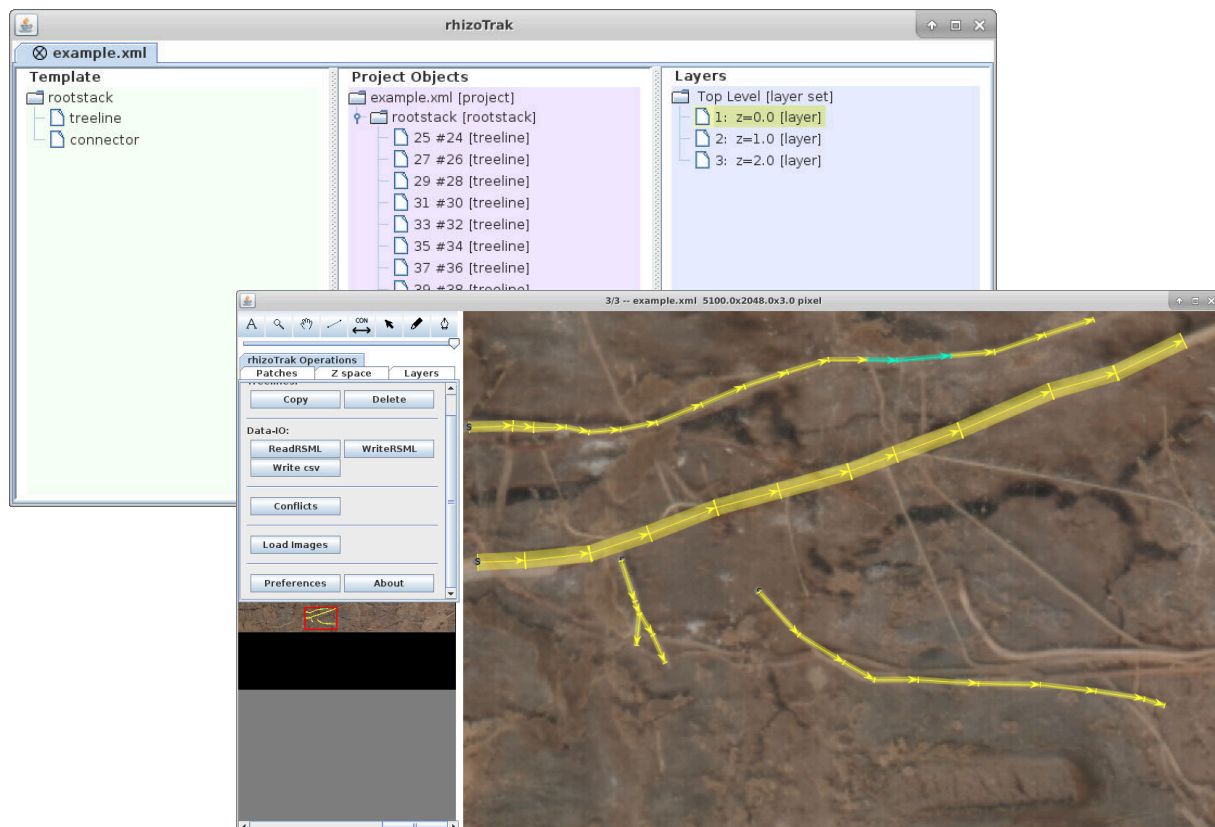 rhizoTrak
example.xml
Template
rootstack
treeline
connector
Project Objects
example.xml [project]
rootstack [rootstack]
25 #24 [treeline]
27 #26 [treeline]
29 #28 [treeline]
31 #30 [treeline]
33 #32 [treeline]
35 #34 [treeline]
37 #36 [treeline]
39 #38 [treeline]
Layers
Top Level [layer set]
1: z=0.0 [layer]
2: z=1.0 [layer]
3: z=2.0 [layer]
3/3 -- example.xml 5100.0x2048.0x3.0 pixel
A
CON
rhizoTrak Operations
Patches Z space Layers
Treelines:
Copy Delete
Data-IO:
ReadRSML WriteRSML
Write csv
Conflicts
Load Images
Preferences About
S
S